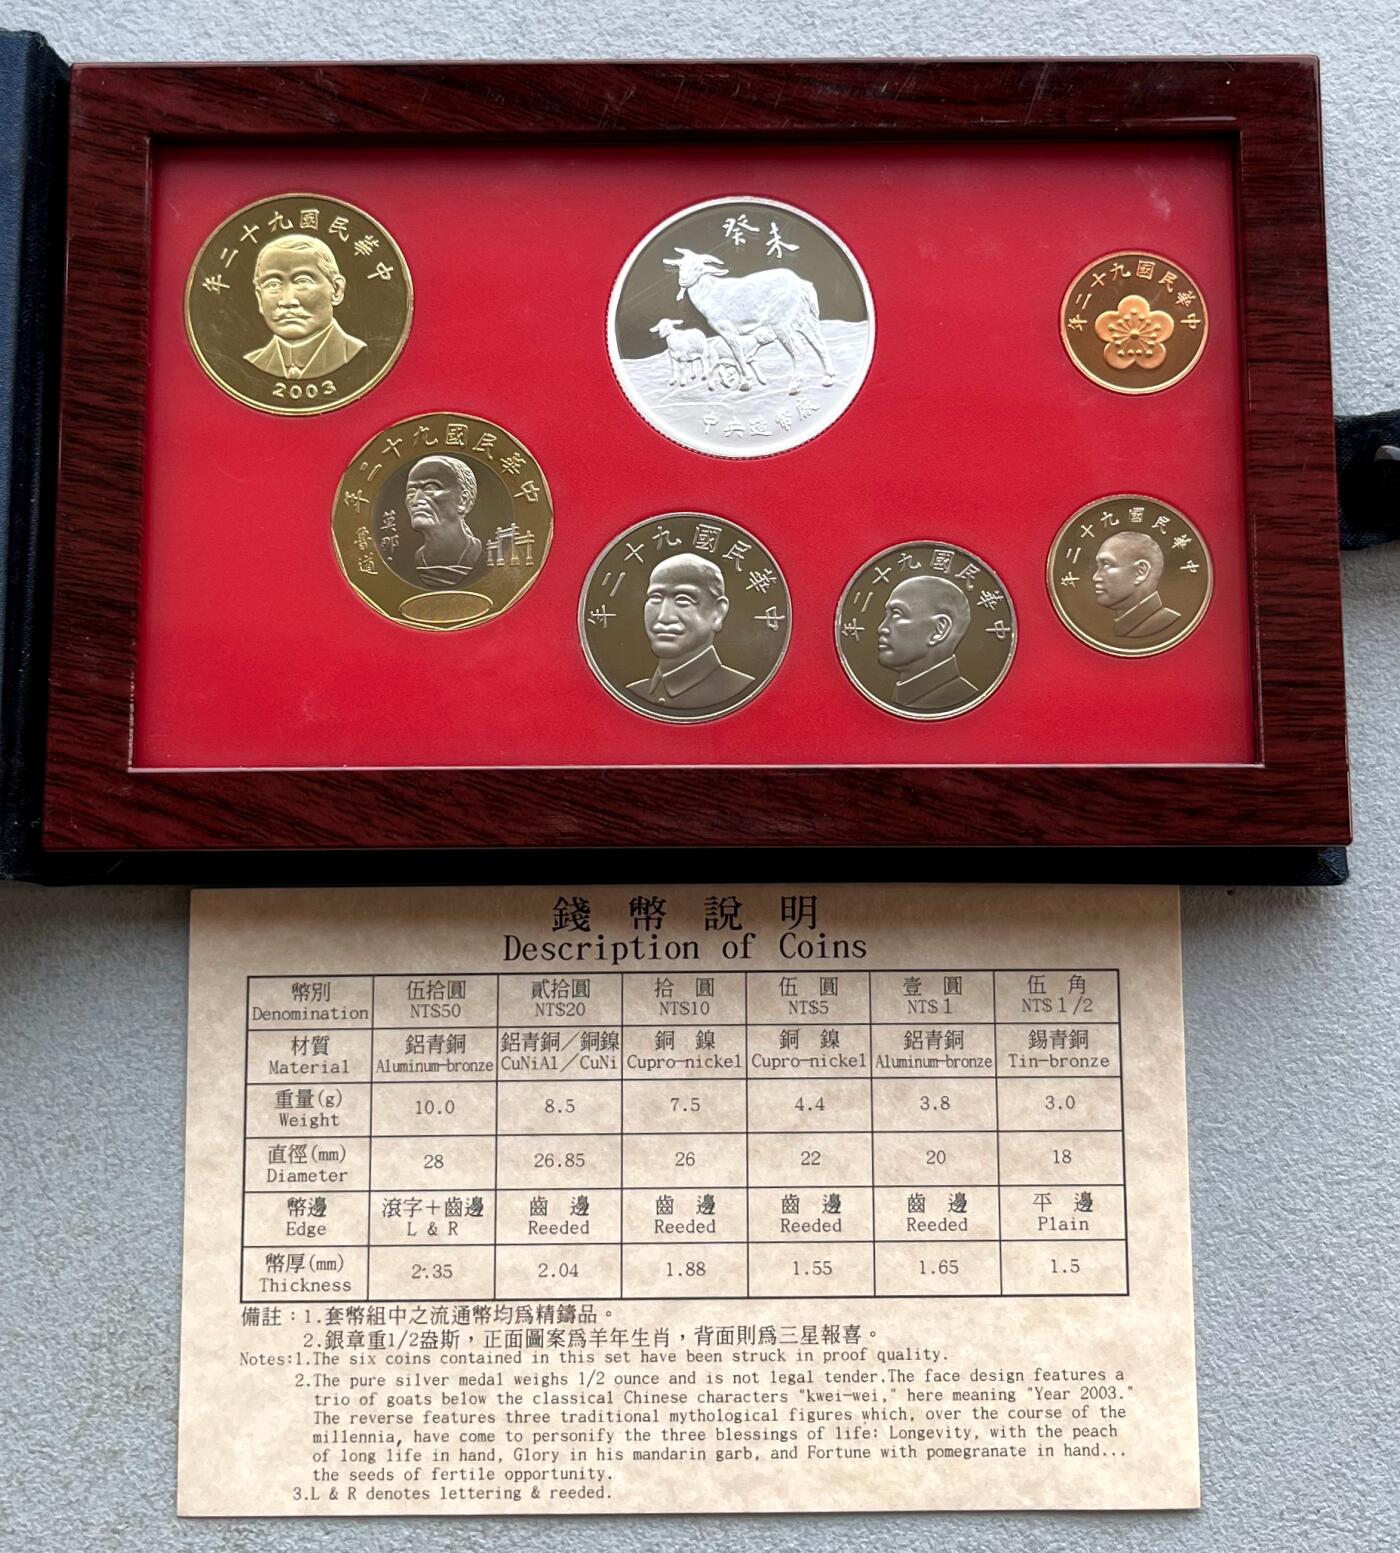 中華民國九十二年
2003
癸未
中央造幣廠
中華民國九十二年
中華民國九十二年
莫那
魯道
中華民國九十二年
中華民國九十二年
中華民國九十二年
錢幣說明
Description of Coins
幣別 伍拾圓 貳拾圓 拾圓 伍圓 壹圓 伍角
Denomination NT$50 NT$20 NT$10 NT$5 NT$1 NT$1/2
材質 鋁青銅 鋁青銅/銅鎳 銅鎳 銅鎳 鋁青銅 錫青銅
Material Aluminum-bronze CuNiAl/CuNi Cupro-nickel Cupro-nickel Aluminum-bronze Tin-bronze
重量(g) 10.0 8.5 7.5 4.4 3.8 3.0
Weight
直徑(mm) 28 26.85 26 22 20 18
Diameter
幣邊 滾字+齒邊 齒邊 齒邊 齒邊 齒邊 平邊
Edge L & R Reeded Reeded Reeded Reeded Plain
幣厚(mm) 2.35 2.04 1.88 1.55 1.65 1.5
Thickness
備註:1.套幣組中之流通幣均爲精鑄品。
2.銀章重1/2盎斯,正面圖案爲羊年生肖,背面則爲三星報喜。
Notes:1.The six coins contained in this set have been struck in proof quality.
2.The pure silver medal weighs 1/2 ounce and is not legal tender.The face design features a
trio of goats below the classical Chinese characters "kwei-wei," here meaning "Year 2003."
The reverse features three traditional mythological figures which, over the course of the
millennia, have come to personify the three blessings of life: Longevity, with the peach
of long life in hand, Glory in his mandarin garb, and Fortune with pomegranate in hand...
the seeds of fertile opportunity.
3.L & R denotes lettering & reeded.